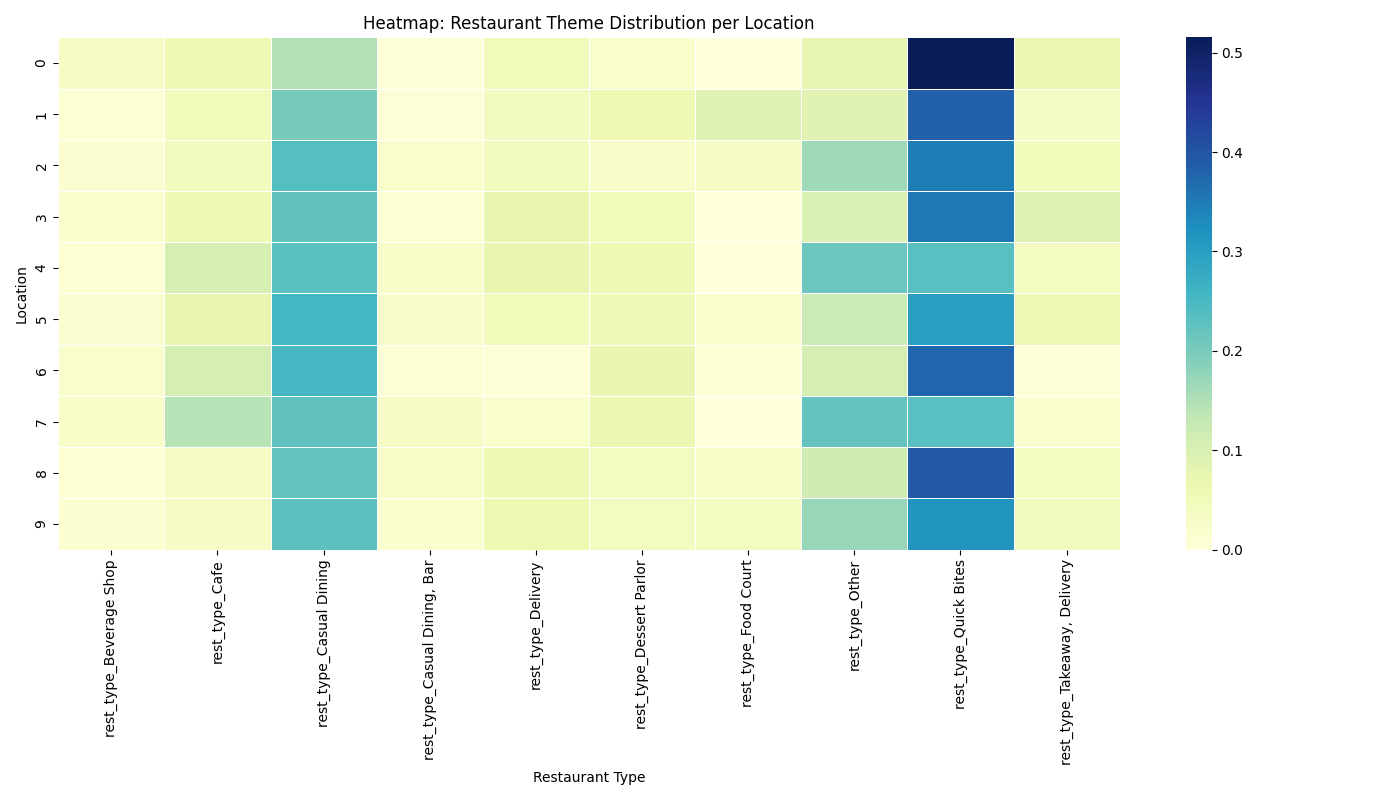 Heatmap: Restaurant Theme Distribution per Location
Location
0
1
2
3
4
5
6
7
8
9
rest_type_Beverage Shop
rest_type_Cafe
rest_type_Casual Dining
rest_type_Casual Dining, Bar
rest_type_Delivery
rest_type_Dessert Parlor
rest_type_Food Court
rest_type_Other
rest_type_Quick Bites
rest_type_Takeaway, Delivery
Restaurant Type
0.5
0.4
0.3
0.2
0.1
0.0